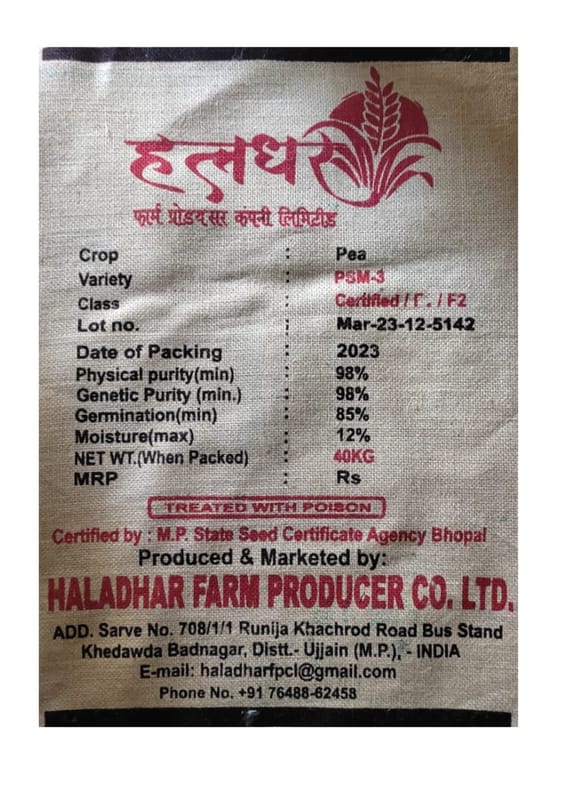 हलधर
फार्म प्रोडयूसर कंपनी लिमिटीड
Crop : Pea
Variety : PSM-3
Class : Certified / / F2
Lot no. : Mar-23-12-5142
Date of Packing : 2023
Physical purity(min) : 98%
Genetic Purity (min.) : 98%
Germination(min) : 85%
Moisture(max) : 12%
NET WT.(When Packed) : 40KG
MRP : Rs
TREATED WITH POISON
Certified by : M.P. State Seed Certificate Agency Bhopal
Produced & Marketed by:
HALADHAR FARM PRODUCER CO. LTD.
ADD. Sarve No. 708/1/1 Runija Khachrod Road Bus Stand
Khedawda Badnagar, Distt.- Ujjain (M.P.), - INDIA
E-mail: haladharfpcl@gmail.com
Phone No. +91 76488-62458